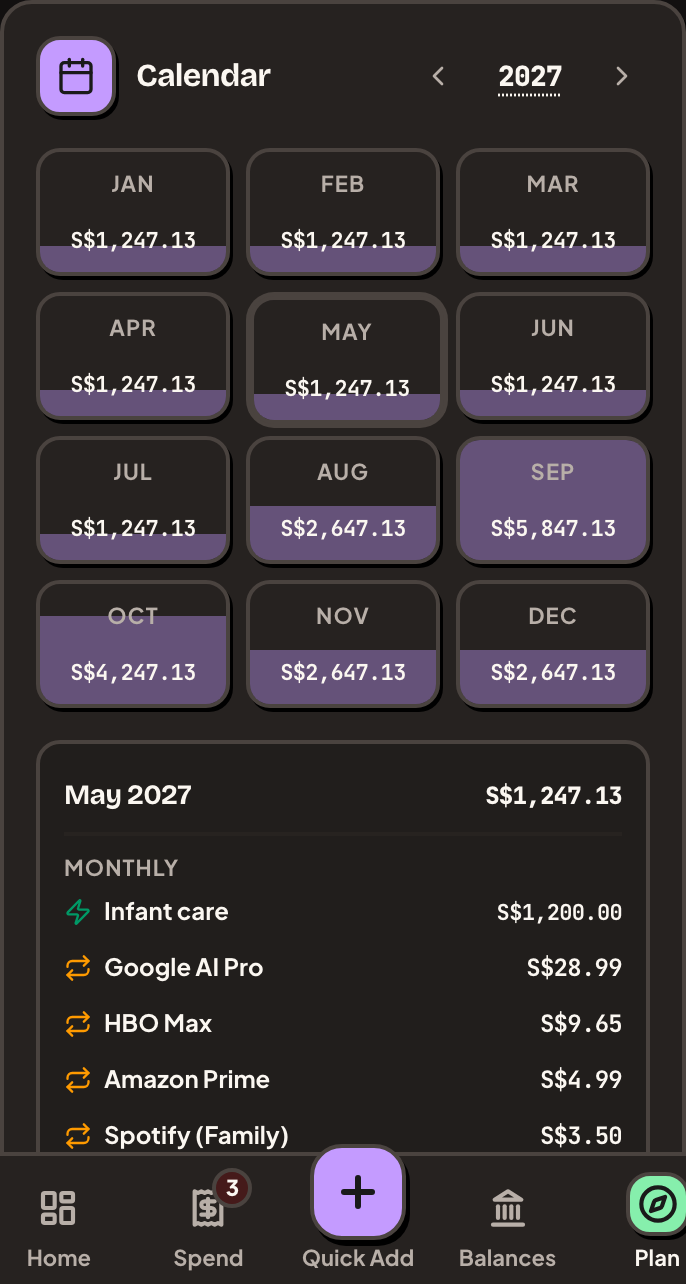 Calendar
2027
JAN FEB MAR
S$1,247.13 S$1,247.13 S$1,247.13
APR MAY JUN
S$1,247.13 S$1,247.13 S$1,247.13
JUL AUG SEP
S$1,247.13 S$2,647.13 S$5,847.13
OCT NOV DEC
S$4,247.13 S$2,647.13 S$2,647.13
May 2027 S$1,247.13
MONTHLY
Infant care S$1,200.00
Google AI Pro S$28.99
HBO Max S$9.65
Amazon Prime S$4.99
Spotify (Family) S$3.50
3
Home Spend Quick Add Balances Plan